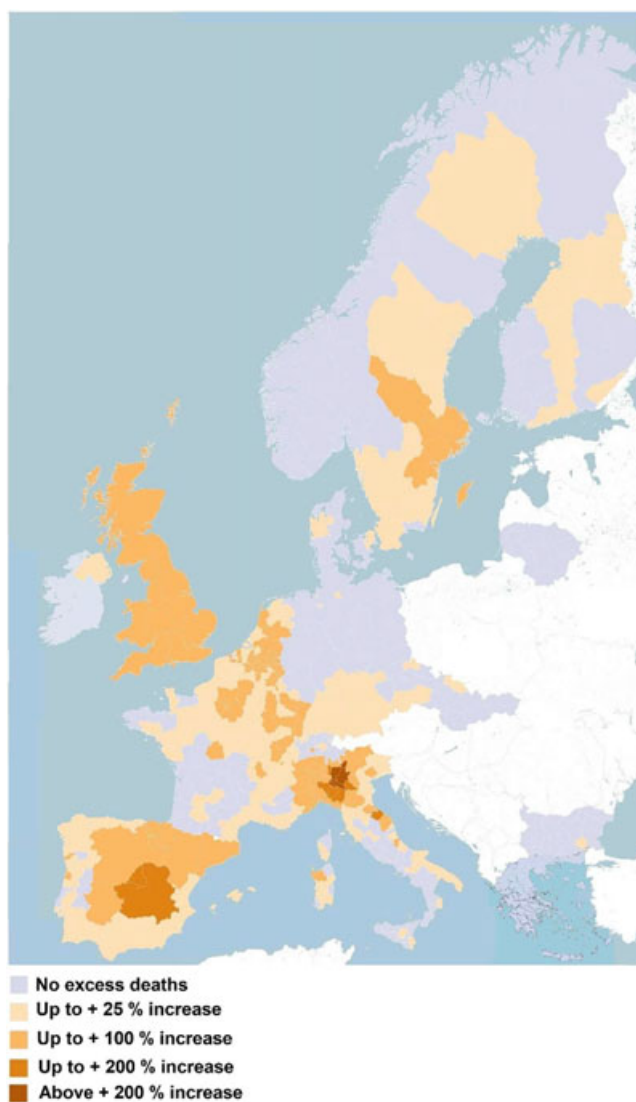 No excess deaths
Up to + 25 % increase
Up to + 100 % increase
Up to + 200 % increase
Above + 200 % increase